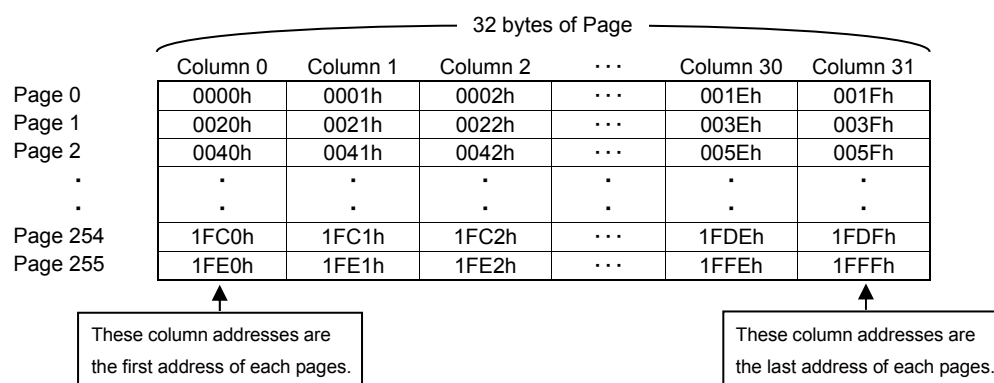 32 bytes of Page
Column 0 Column 1 Column 2 ··· Column 30 Column 31
Page 0 0000h 0001h 0002h ··· 001Eh 001Fh
Page 1 0020h 0021h 0022h ··· 003Eh 003Fh
Page 2 0040h 0041h 0042h ··· 005Eh 005Fh
· · · · · · ·
· · · · · · ·
Page 254 1FC0h 1FC1h 1FC2h ··· 1FDEh 1FDFh
Page 255 1FE0h 1FE1h 1FE2h ··· 1FFEh 1FFFh
These column addresses are
the first address of each pages.
These column addresses are
the last address of each pages.